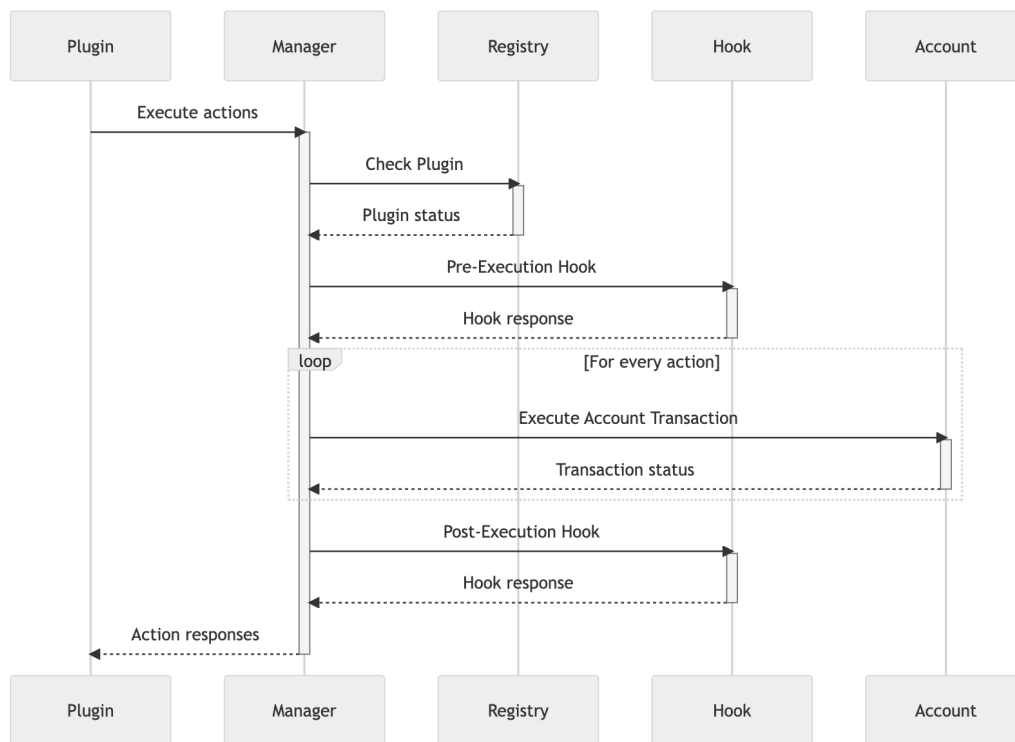 Plugin
Manager
Registry
Hook
Account
Execute actions
Check Plugin
Plugin status
Pre-Execution Hook
Hook response
loop
[For every action]
Execute Account Transaction
Transaction status
Post-Execution Hook
Hook response
Action responses
Plugin
Manager
Registry
Hook
Account